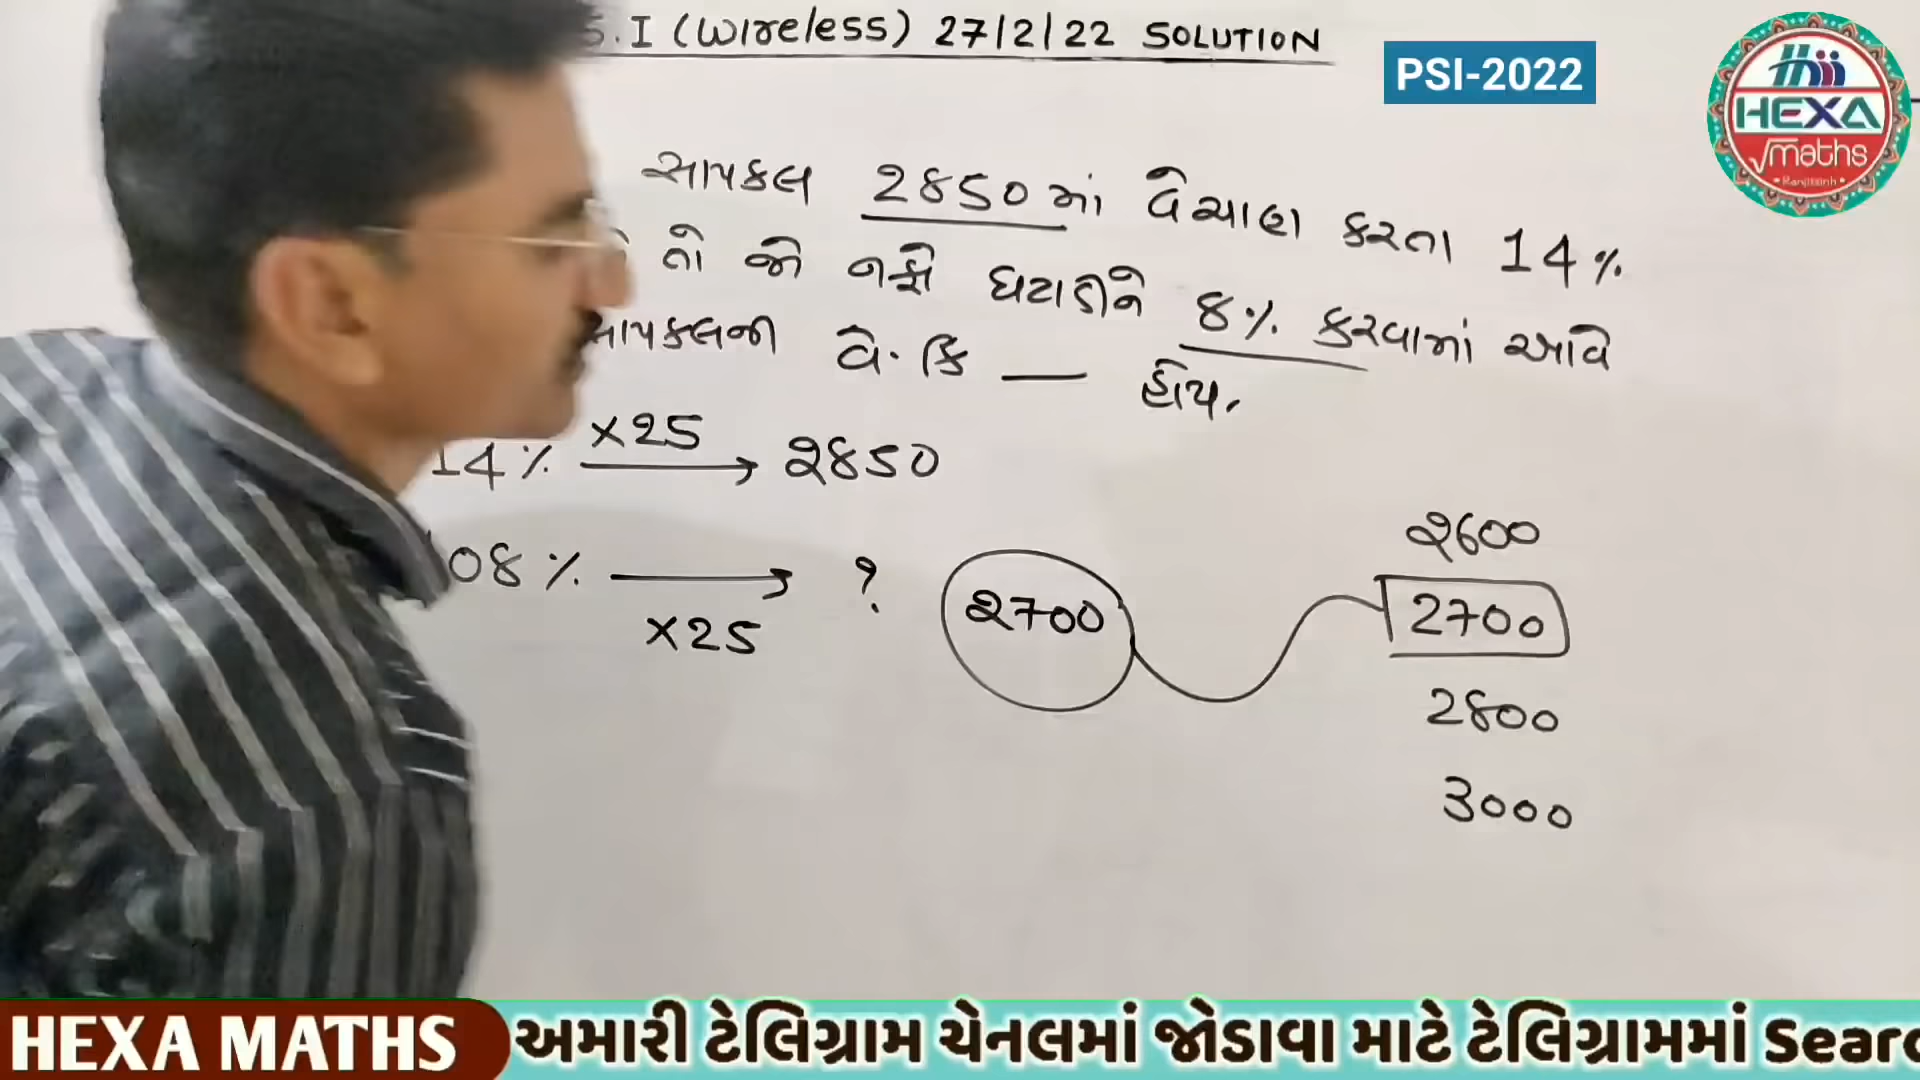 S.I (Wireless) 27/2/22 SOLUTION
PSI-2022
HEXA
maths
Ranjitsinh
સાયકલ 2850માં વેચાણ કરતા 14%
તો જો નફો ઘટાડીને 8% કરવામાં આવે
સાયકલની વે. કિં ___ હોય.
14% ×25 → 2850
08% → ?
×25
2700
2600
2700
2800
3000
HEXA MATHS
અમારી ટેલિગ્રામ ચેનલમાં જોડાવા માટે ટેલિગ્રામમાં Searc